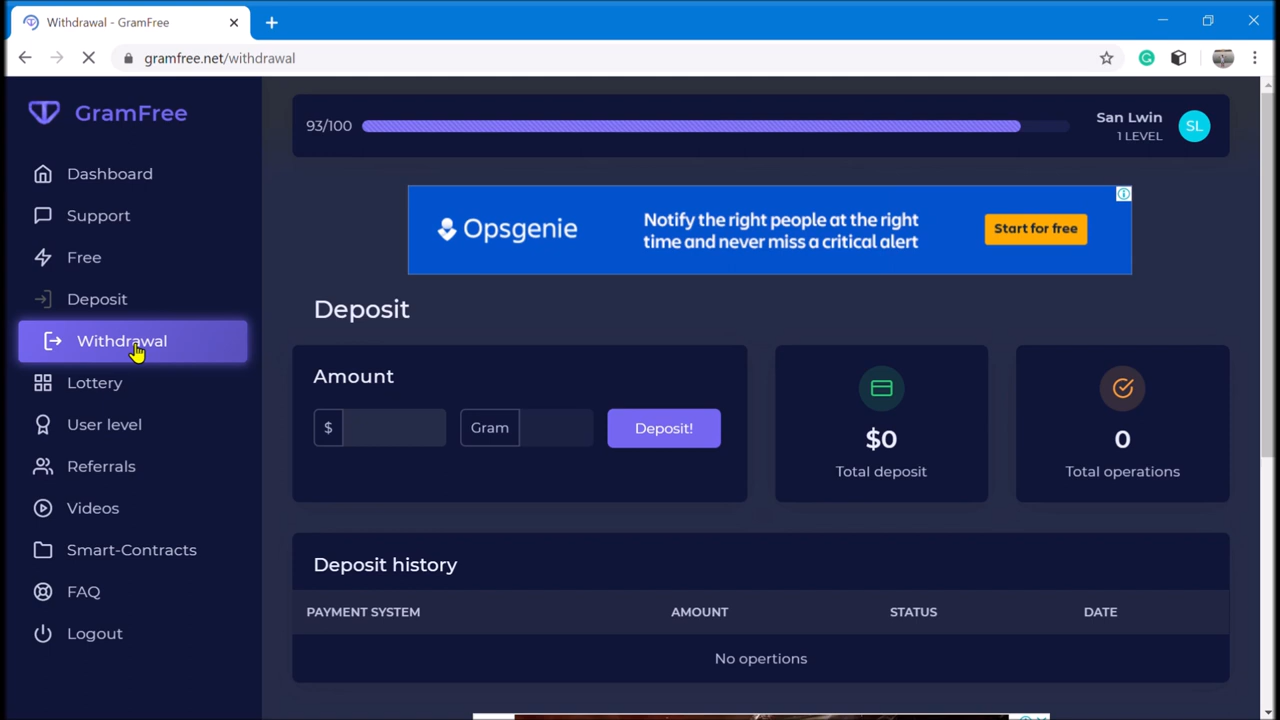 Withdrawal - GramFree
gramfree.net/withdrawal
GramFree
Dashboard
Support
Free
Deposit
Withdrawal
Lottery
User level
Referrals
Videos
Smart-Contracts
FAQ
Logout
93/100
San Lwin
1 LEVEL
SL
Opsgenie
Notify the right people at the right
time and never miss a critical alert
Start for free
Deposit
Amount
$
Gram
Deposit!
$0
Total deposit
0
Total operations
Deposit history
PAYMENT SYSTEM AMOUNT STATUS DATE
No opertions